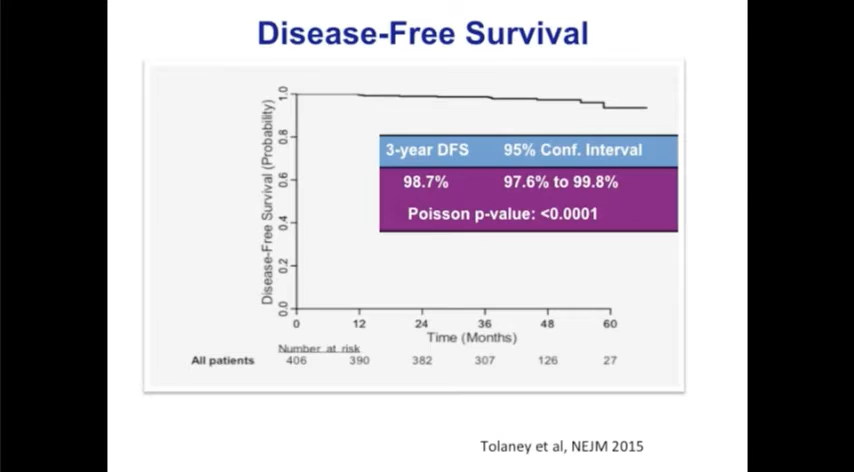 Disease-Free Survival
Disease-Free Survival (Probability)
1.0
0.8
0.6
0.4
0.2
0.0
3-year DFS 95% Conf. Interval
98.7% 97.6% to 99.8%
Poisson p-value: <0.0001
0 12 24 36 48 60
Time (Months)
Number at risk
All patients 406 390 382 307 126 27
Tolaney et al, NEJM 2015